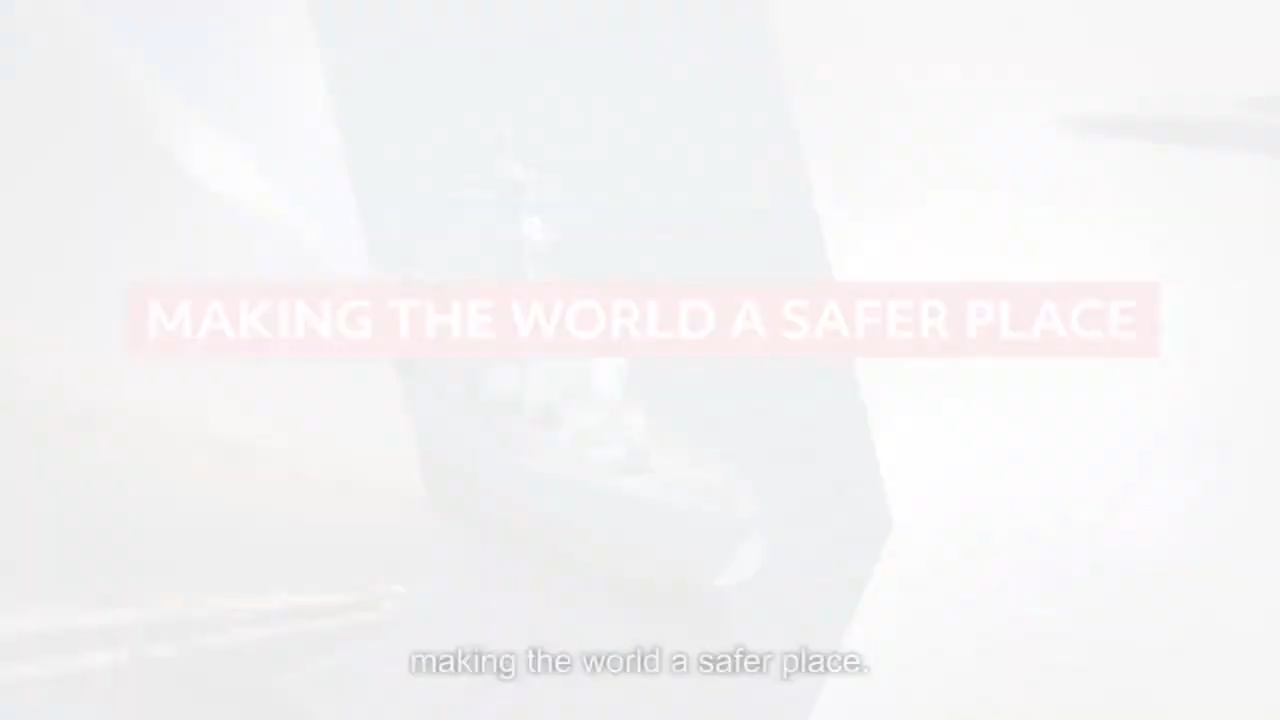 MAKING THE WORLD A SAFER PLACE
making the world a safer place.